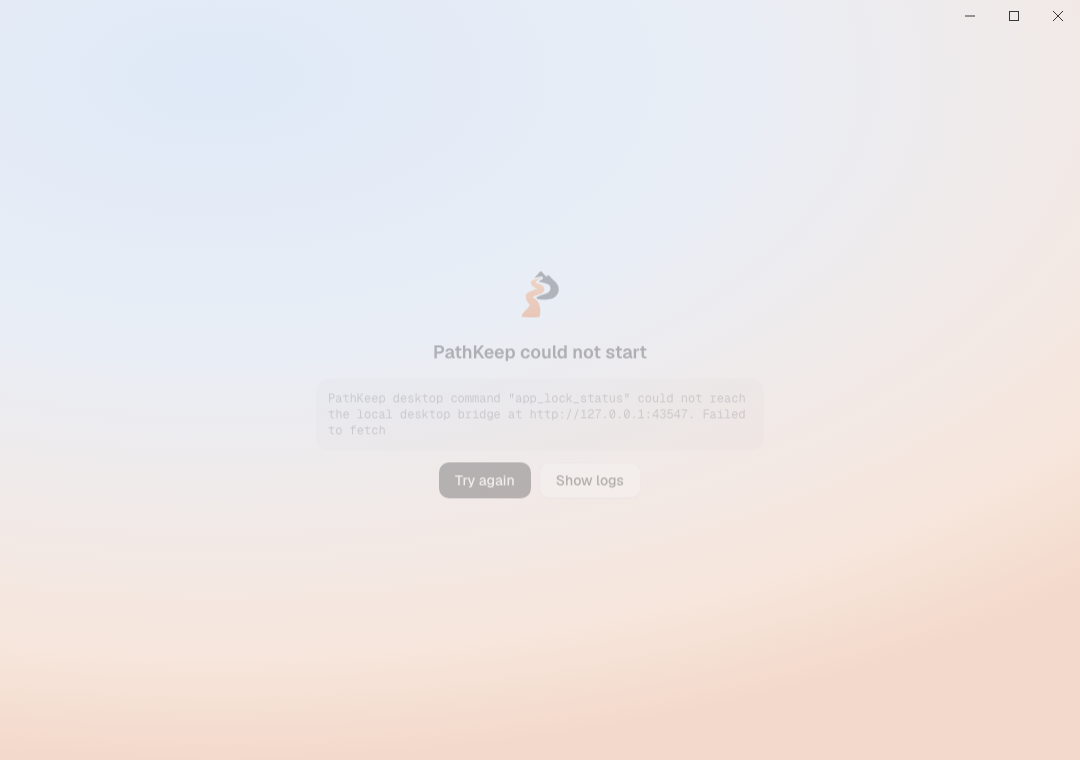 PathKeep could not start
PathKeep desktop command "app_lock_status" could not reach
the local desktop bridge at http://127.0.0.1:43547. Failed
to fetch
Try again
Show logs